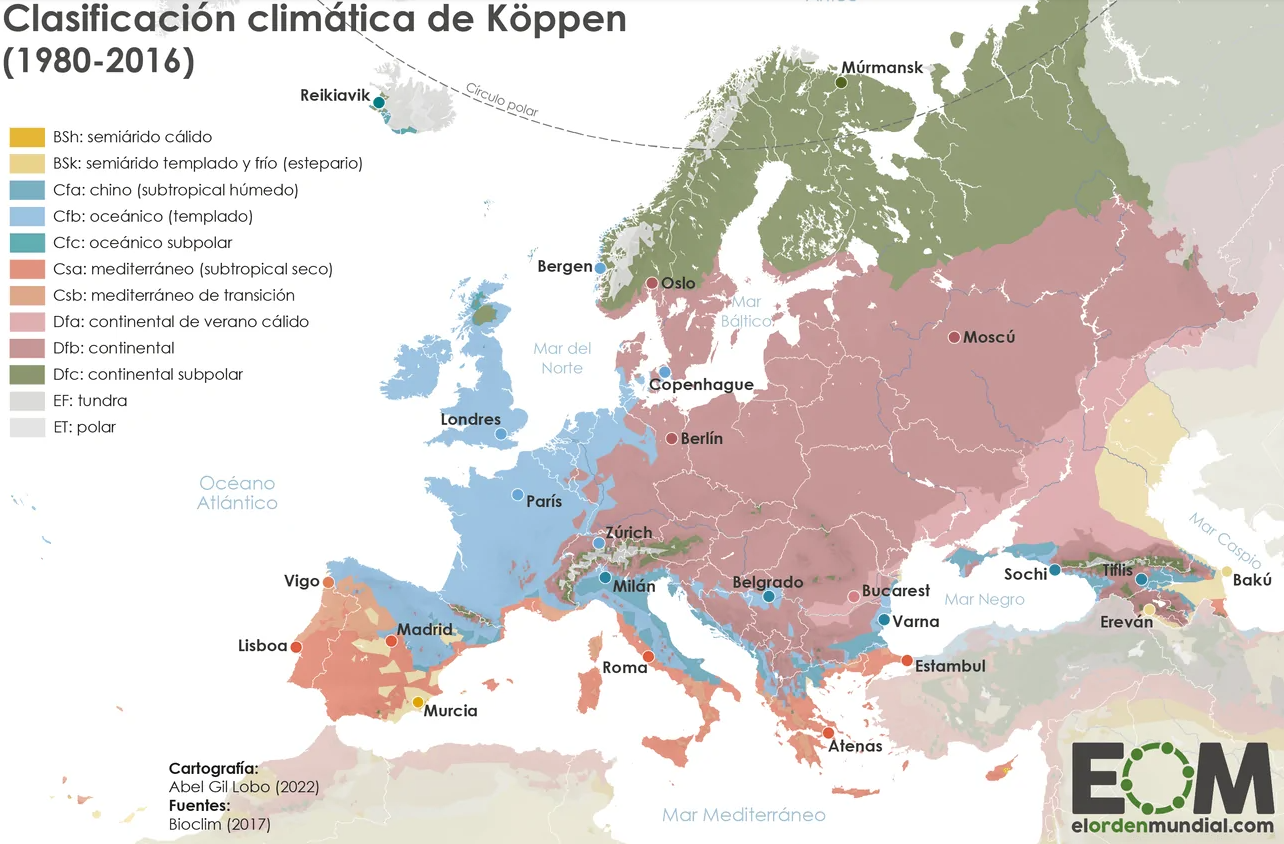 Clasificación climática de Köppen
(1980-2016)
Círculo polar
Múrmansk
Reikiavik
BSh: semiárido cálido
BSk: semiárido templado y frío (estepario)
Cfa: chino (subtropical húmedo)
Cfb: oceánico (templado)
Cfc: oceánico subpolar
Csa: mediterráneo (subtropical seco)
Csb: mediterráneo de transición
Dfa: continental de verano cálido
Dfb: continental
Dfc: continental subpolar
EF: tundra
ET: polar
Bergen
Oslo
Mar
Báltico
Moscú
Mar del
Norte
Copenhague
Londres
Berlín
Océano
Atlántico
París
Zúrich
Mar Caspio
Vigo
Milán
Belgrado
Bucarest
Sochi
Tiflis
Bakú
Mar Negro
Varna
Ereván
Lisboa
Madrid
Roma
Estambul
Murcia
Atenas
Cartografía:
Abel Gil Lobo (2022)
Fuentes:
Bioclim (2017)
Mar Mediterráneo
EOM
elordenmundial.com